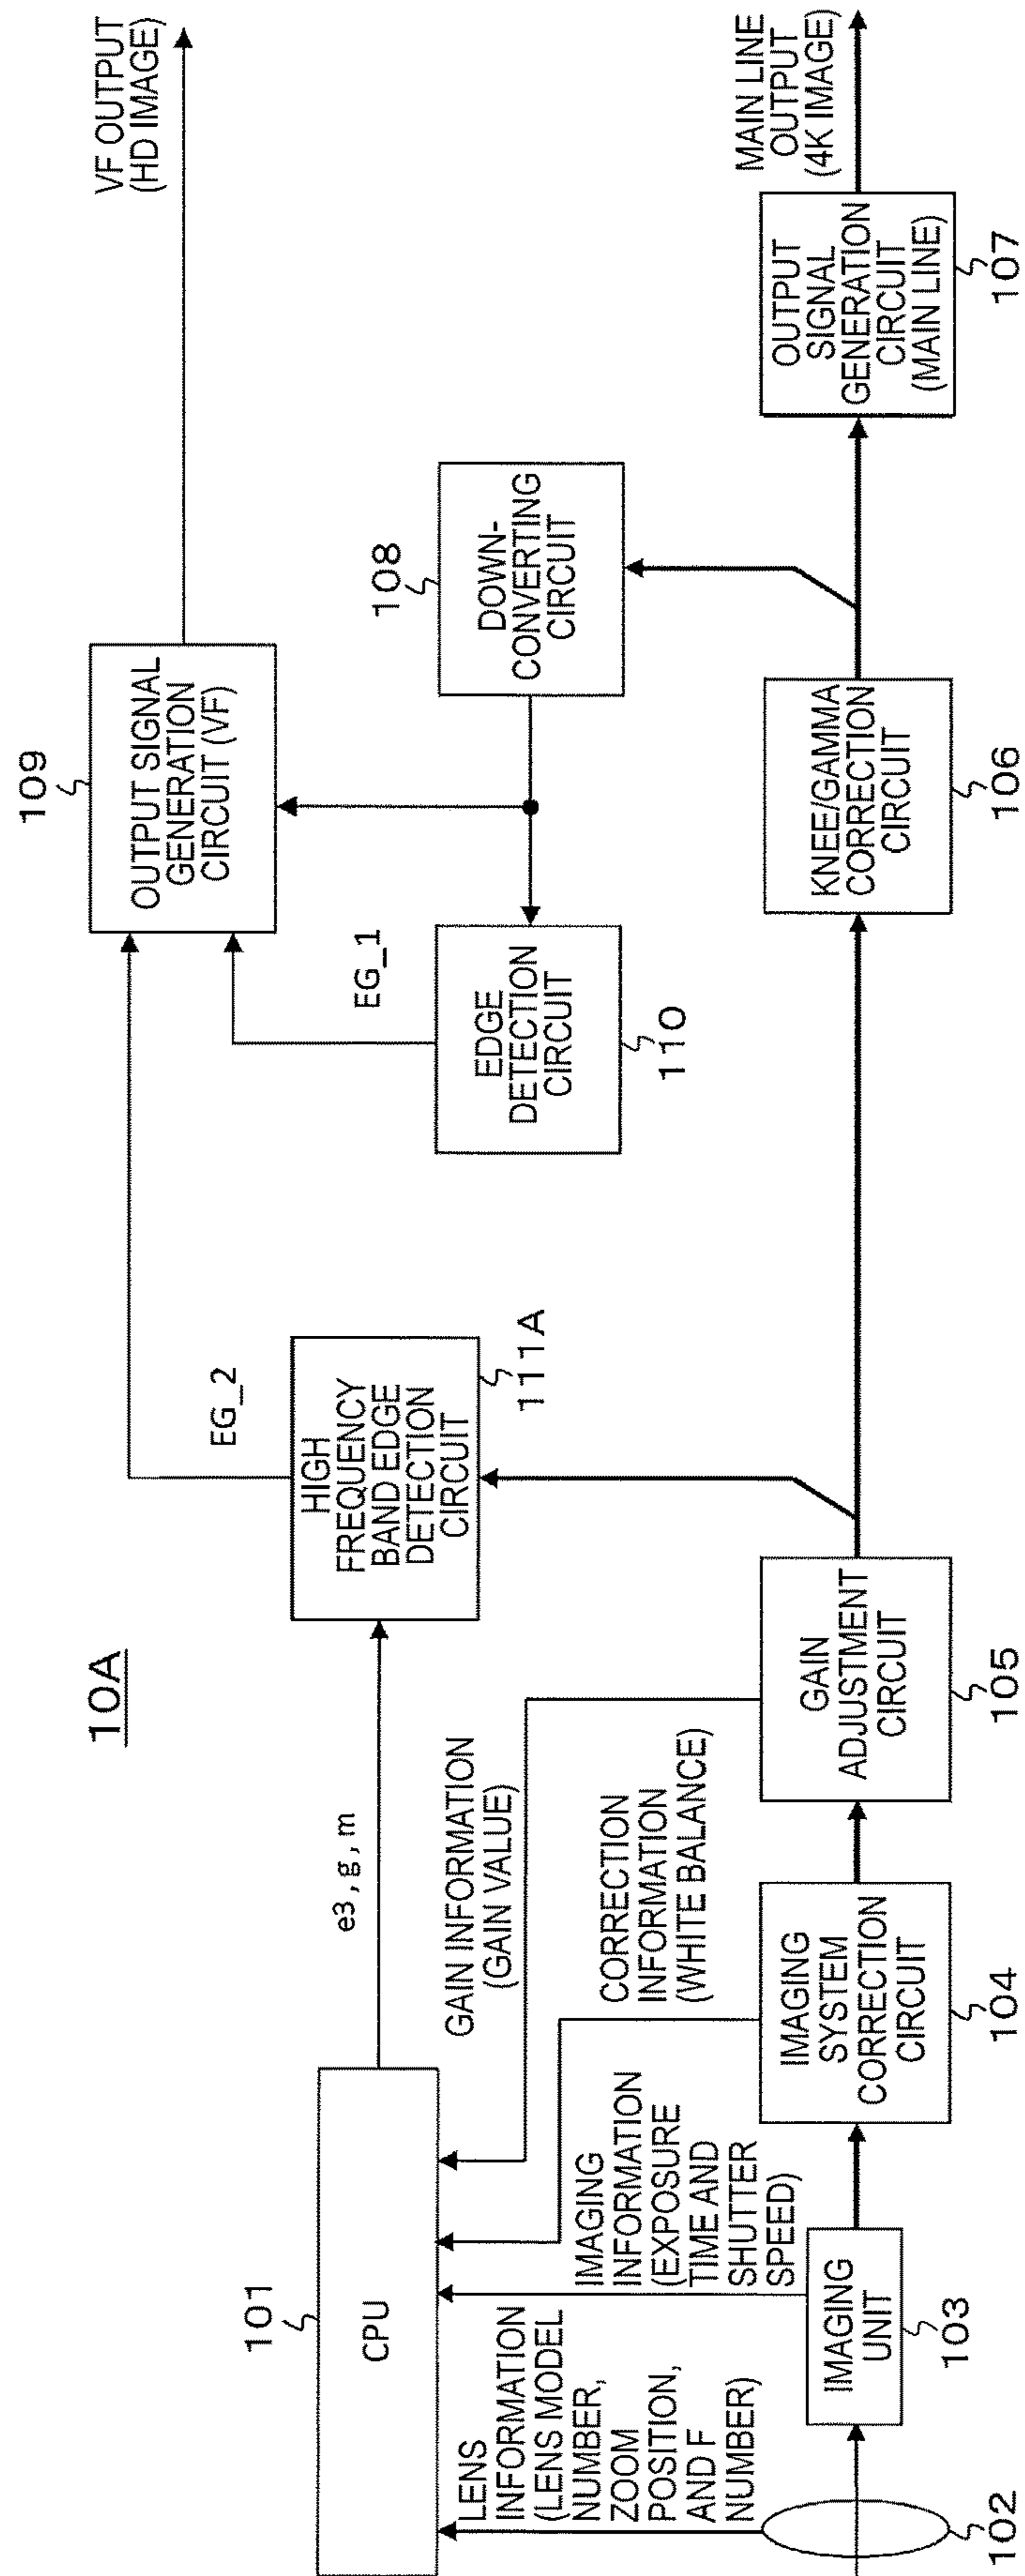 10A
101
CPU
LENS
INFORMATION
(LENS MODEL
NUMBER,
ZOOM
POSITION,
AND F
NUMBER)
102
IMAGING
INFORMATION
(EXPOSURE
TIME AND
SHUTTER
SPEED)
IMAGING
UNIT
103
CORRECTION
INFORMATION
(WHITE BALANCE)
IMAGING
SYSTEM
CORRECTION
CIRCUIT
104
GAIN INFORMATION
(GAIN VALUE)
GAIN
ADJUSTMENT
CIRCUIT
105
e3,g,m
HIGH
FREQUENCY
BAND EDGE
DETECTION
CIRCUIT
111A
EG_2
EG_1
EDGE
DETECTION
CIRCUIT
110
109
OUTPUT SIGNAL
GENERATION
CIRCUIT (VF)
108
DOWN-
CONVERTING
CIRCUIT
KNEE/GAMMA
CORRECTION
CIRCUIT
106
OUTPUT
SIGNAL
GENERATION
CIRCUIT
(MAIN LINE)
107
VF OUTPUT
(HD IMAGE)
MAIN LINE
OUTPUT
(4K IMAGE)